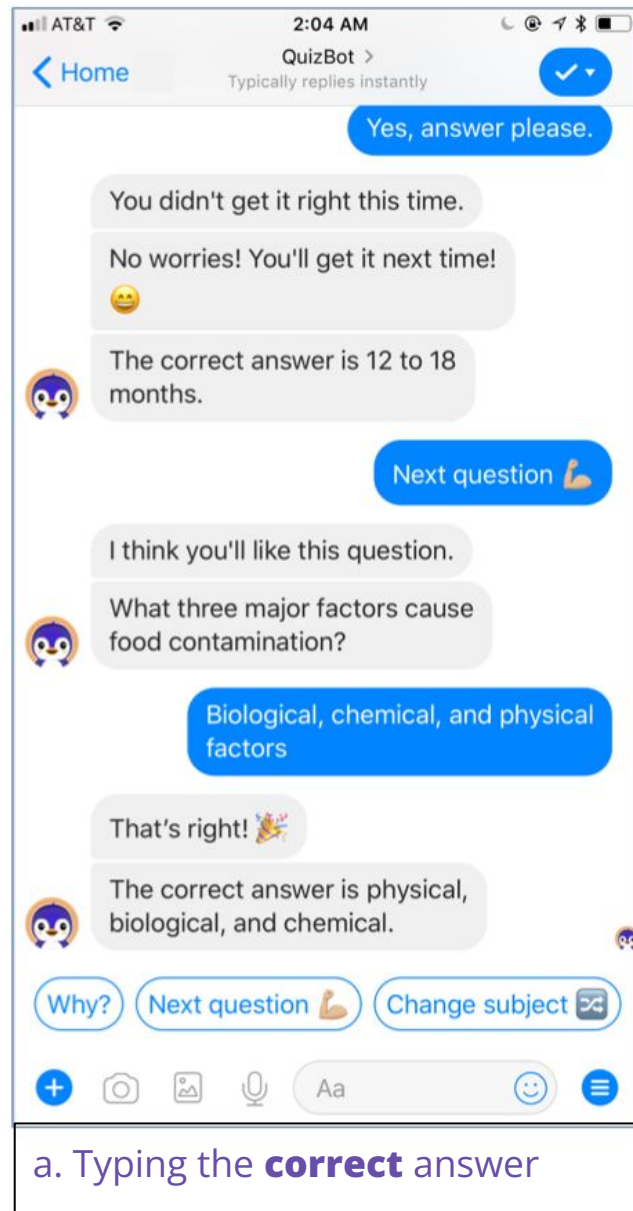 AT&T 2:04 AM
Home QuizBot >
Typically replies instantly
Yes, answer please.
You didn't get it right this time.
No worries! You'll get it next time!
😄
The correct answer is 12 to 18
months.
Next question 💪🏼
I think you'll like this question.
What three major factors cause
food contamination?
Biological, chemical, and physical
factors
That's right! 🎉
The correct answer is physical,
biological, and chemical.
Why? Next question 💪🏼 Change subject 🔀
Aa
a. Typing the correct answer